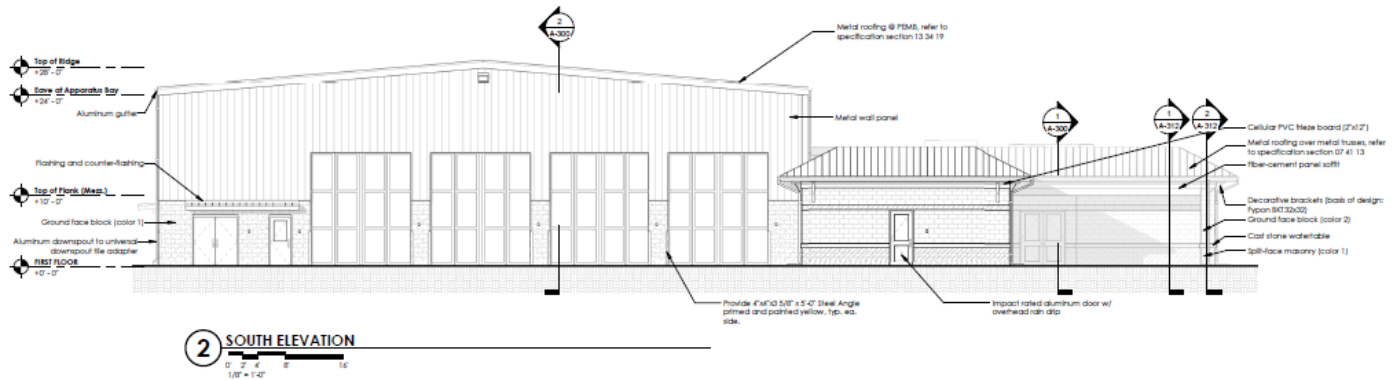 2
A-300
Metal roofing @ PEMB, refer to
specification section 13 34 19
Top of Ridge
+28' - 0"
Eave at Apparatus Bay
+24' - 0"
Aluminum gutter
Metal wall panel
1
A-300
1
A-312
2
A-312
Cellular PVC frieze board (2"x12")
Metal roofing over metal trusses, refer
to specification section 07 41 13
Fiber-cement panel soffit
Flashing and counter-flashing
Top of Plank (Mezz.)
+10' - 0"
Decorative brackets (basis of design:
Fypon BKT32x32)
Ground face block (color 1)
Ground face block (color 2)
Aluminum downspout to universal
downspout tile adapter
Cast stone watertable
Split-face masonry (color 1)
FIRST FLOOR
+0' - 0"
Provide 4"x4"x3 5/8" x 5'-0" Steel Angle
primed and painted yellow, typ. ea.
side.
Impact rated aluminum door w/
overhead rain drip
2
SOUTH ELEVATION
0' 2' 4' 8' 16'
1/8" = 1'-0"